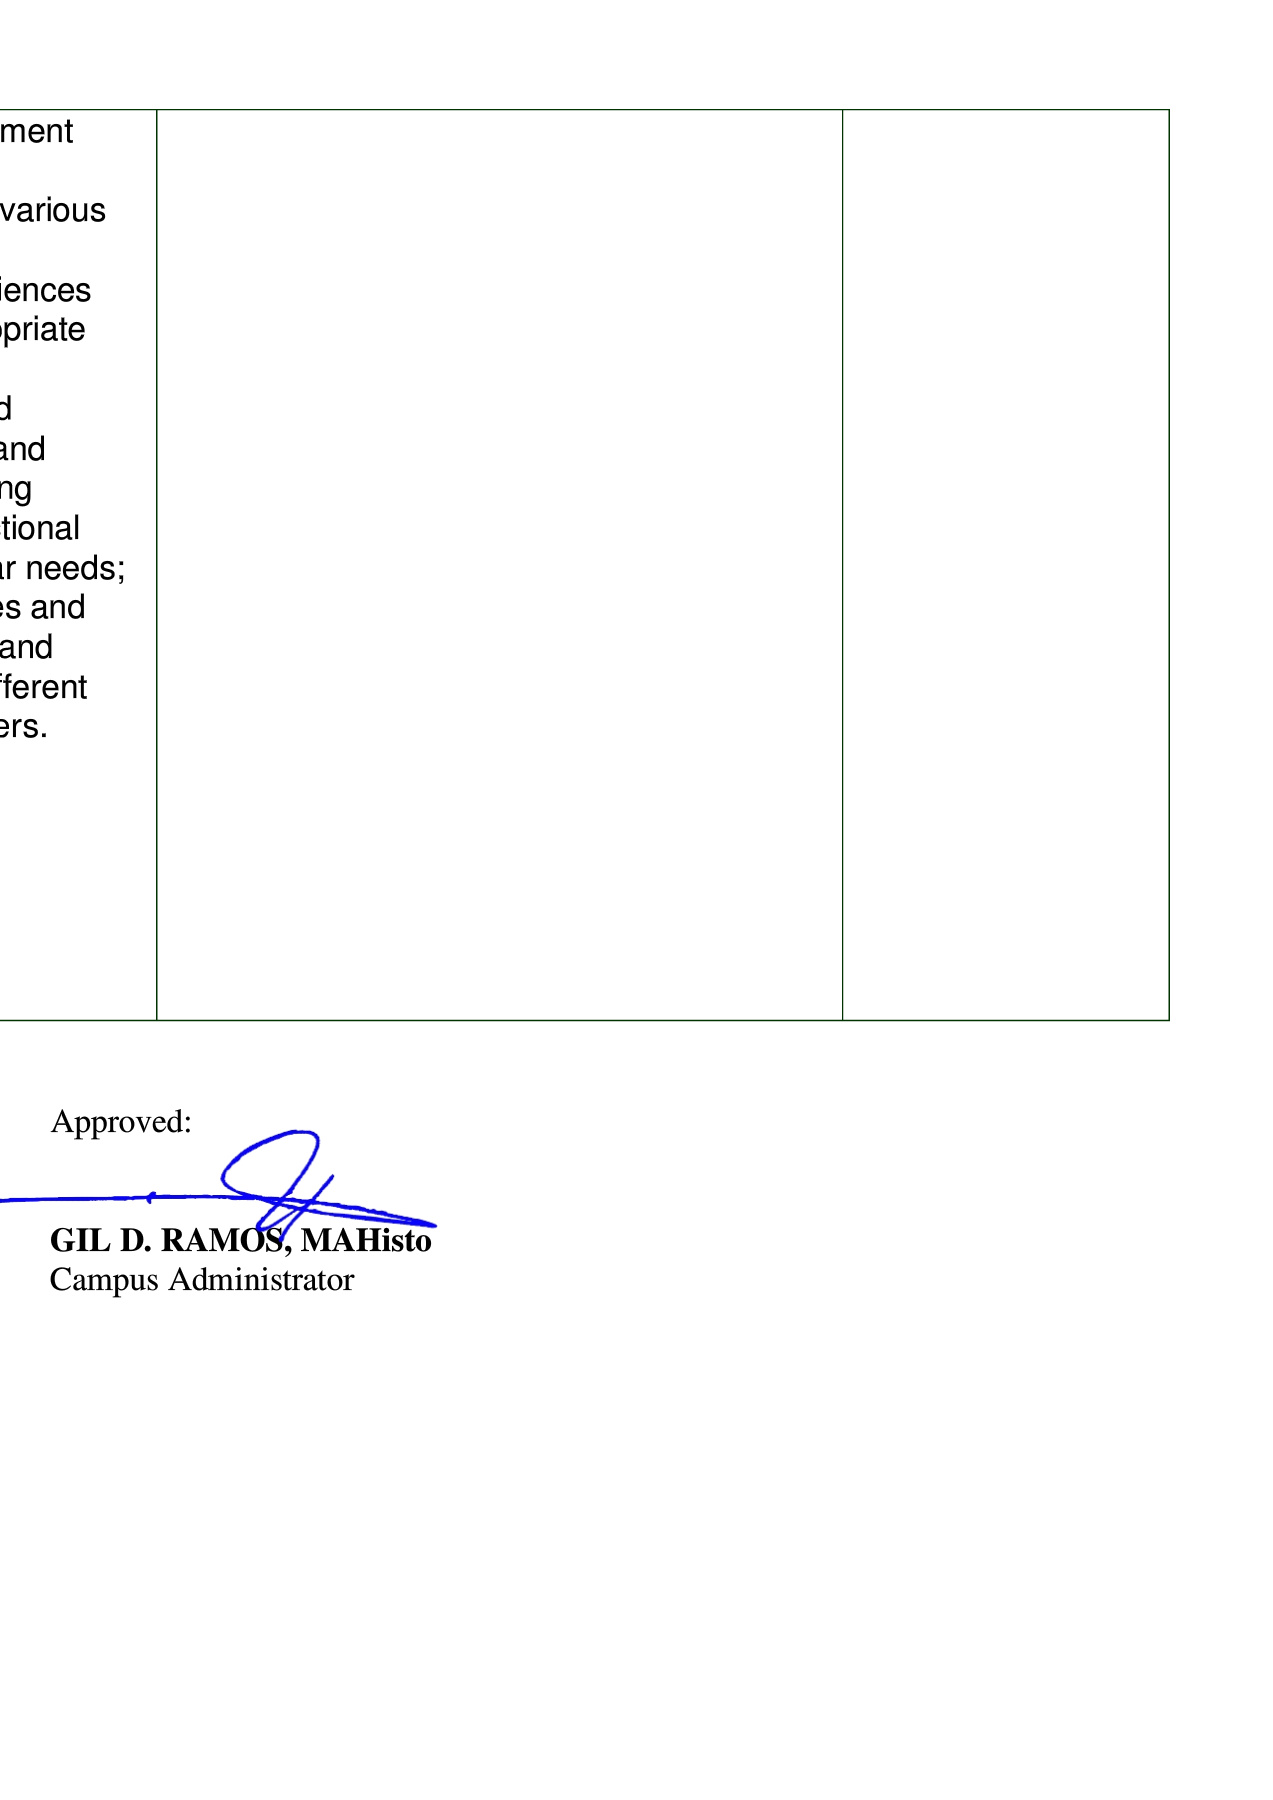 ment
various
iences
opriate
d
and
ng
tional
ar needs;
es and
and
fferent
ers.
Approved:
GIL D. RAMOS, MAHisto
Campus Administrator